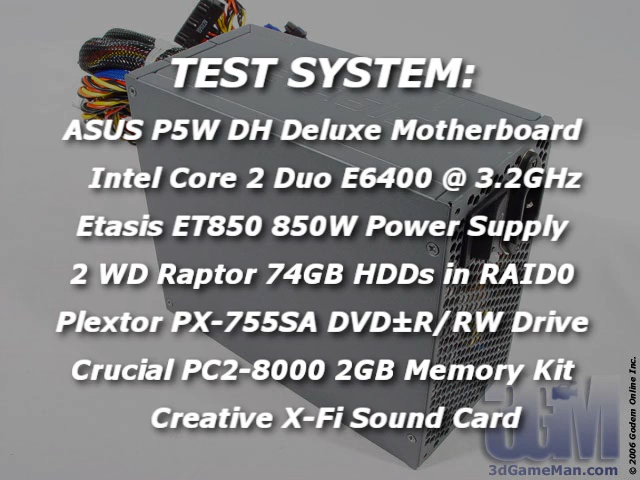 TEST SYSTEM:
ASUS P5W DH Deluxe Motherboard
Intel Core 2 Duo E6400 @ 3.2GHz
Etasis ET850 850W Power Supply
2 WD Raptor 74GB HDDs in RAID0
Plextor PX-755SA DVD±R/RW Drive
Crucial PC2-8000 2GB Memory Kit
Creative X-Fi Sound Card
3GM
3dGameMan.com
© 2006 Godem Online Inc.